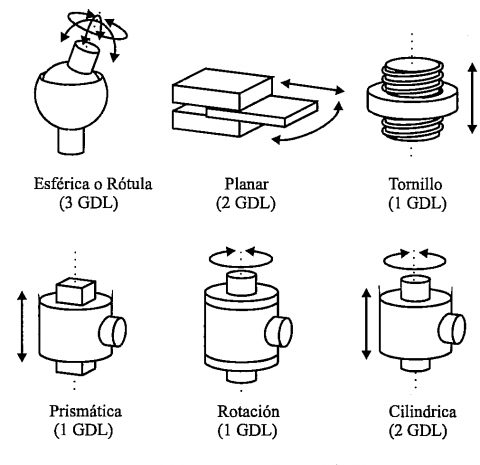 Esférica o Rótula
(3 GDL)
Planar
(2 GDL)
Tornillo
(1 GDL)
Prismática
(1 GDL)
Rotación
(1 GDL)
Cilindrica
(2 GDL)